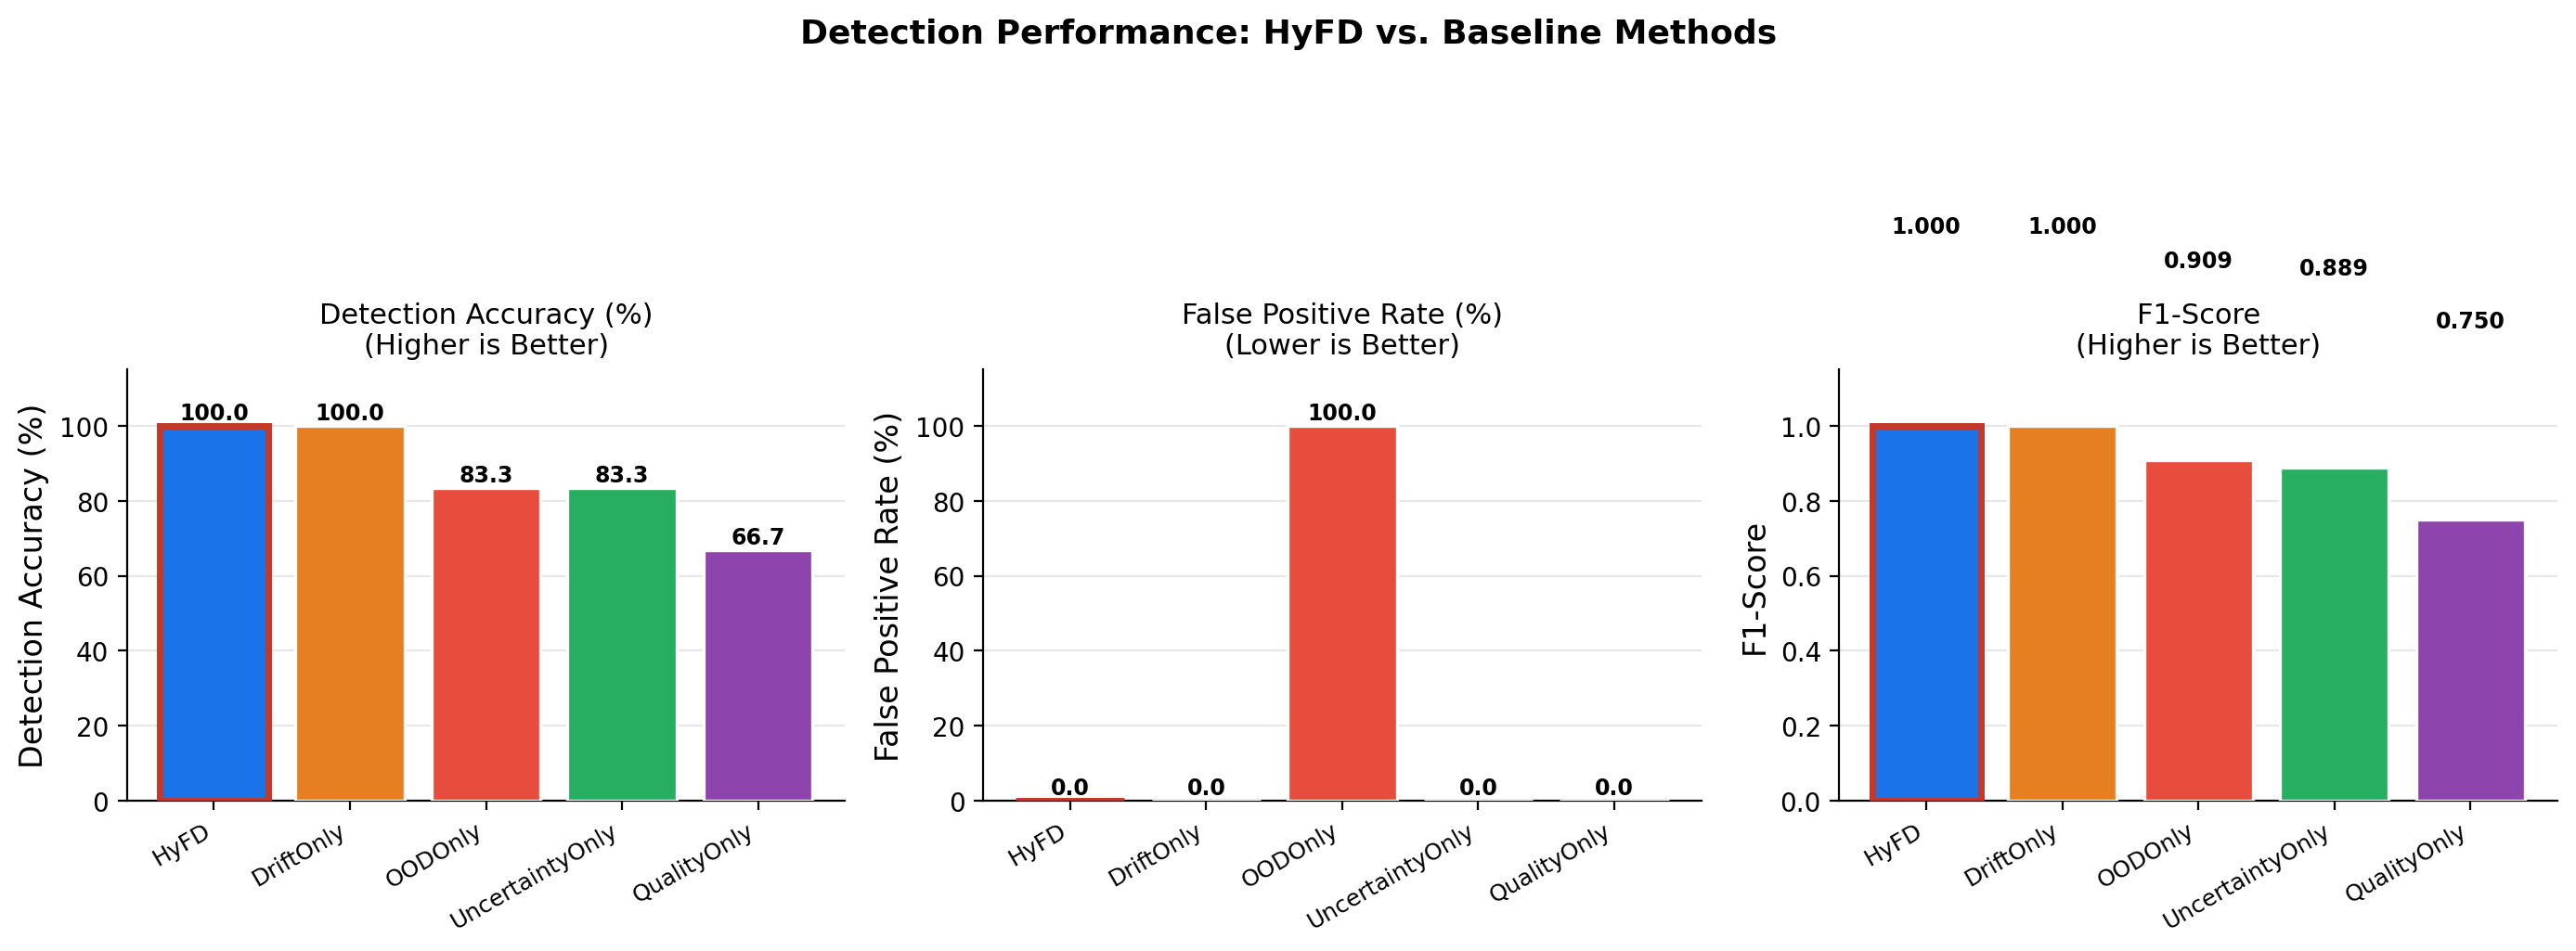 Detection Performance: HyFD vs. Baseline Methods
Detection Accuracy (%)
(Higher is Better)
Detection Accuracy (%)
100
80
60
40
20
0
100.0
100.0
83.3
83.3
66.7
HyFD
DriftOnly
OODOnly
UncertaintyOnly
QualityOnly
False Positive Rate (%)
(Lower is Better)
False Positive Rate (%)
100
80
60
40
20
0
0.0
0.0
100.0
0.0
0.0
HyFD
DriftOnly
OODOnly
UncertaintyOnly
QualityOnly
1.000
1.000
0.909
0.889
0.750
F1-Score
(Higher is Better)
F1-Score
1.0
0.8
0.6
0.4
0.2
0.0
HyFD
DriftOnly
OODOnly
UncertaintyOnly
QualityOnly